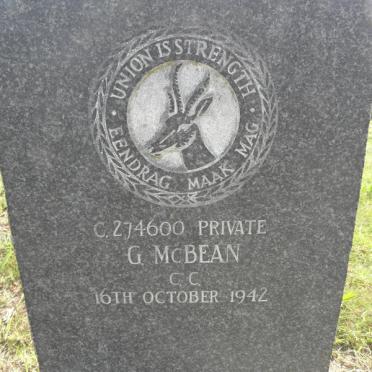 UNION IS STRENGTH
EENDRAG MAAK MAG
C. 274600 PRIVATE
G. McBEAN
C. C.
16TH OCTOBER 1942